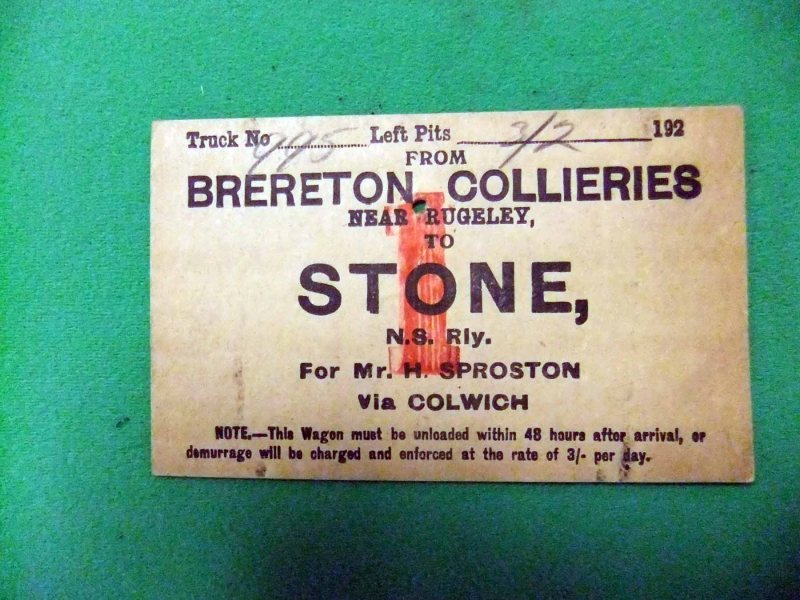 Truck No 995 Left Pits 3/2 192
FROM
BRERETON COLLIERIES
NEAR RUGELEY,
TO
1
STONE,
N.S. Rly.
For Mr. H. SPROSTON
Via COLWICH
NOTE.—This Wagon must be unloaded within 48 hours after arrival, or
demurrage will be charged and enforced at the rate of 3/- per day.